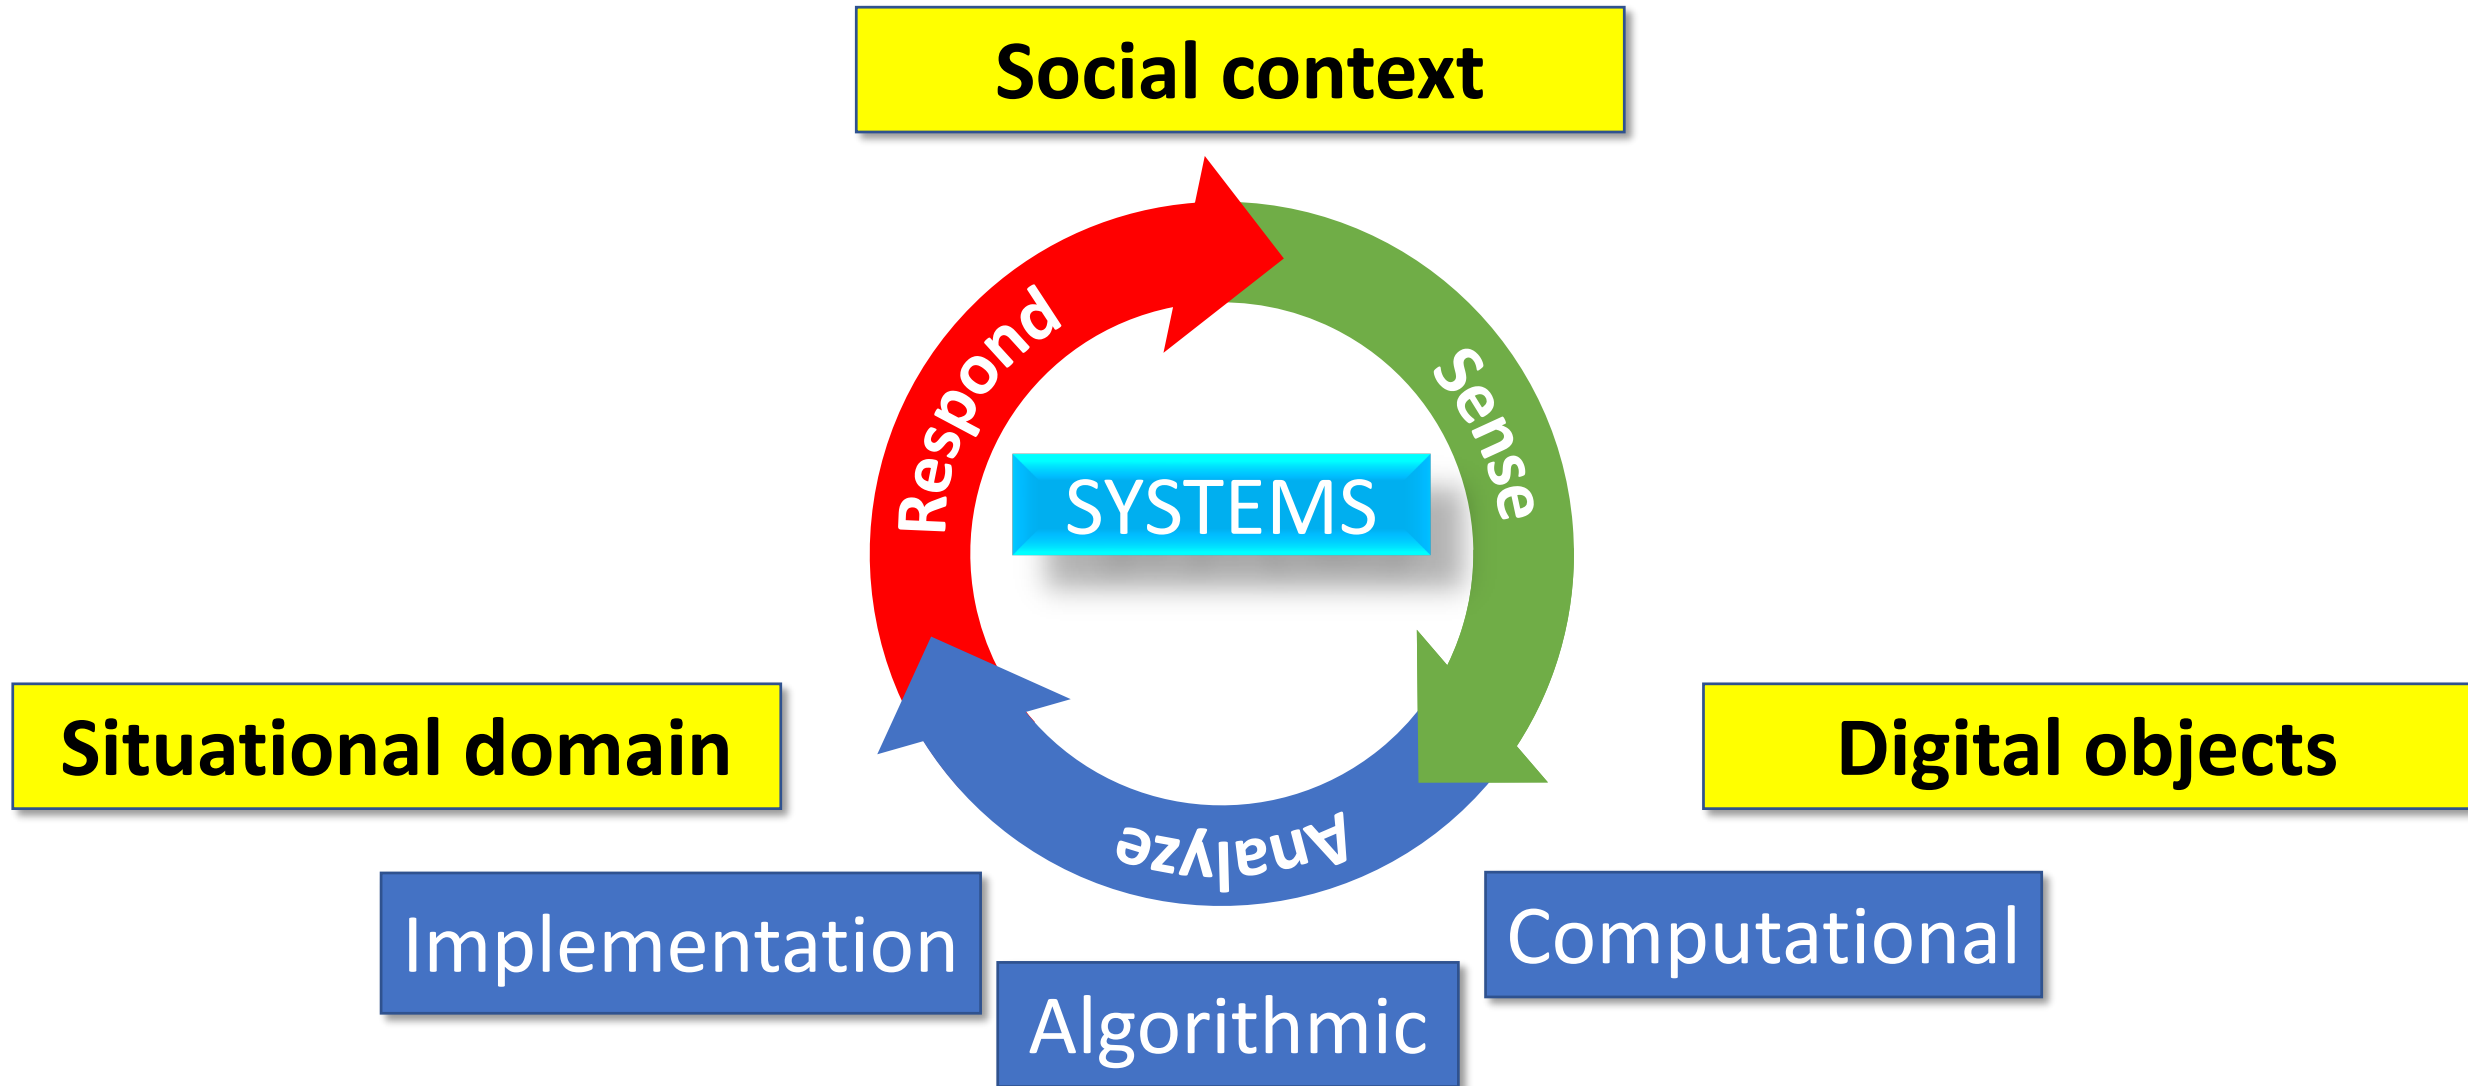 Social context
Respond
Sense
SYSTEMS
Situational domain
Digital objects
Analyze
Implementation
Computational
Algorithmic